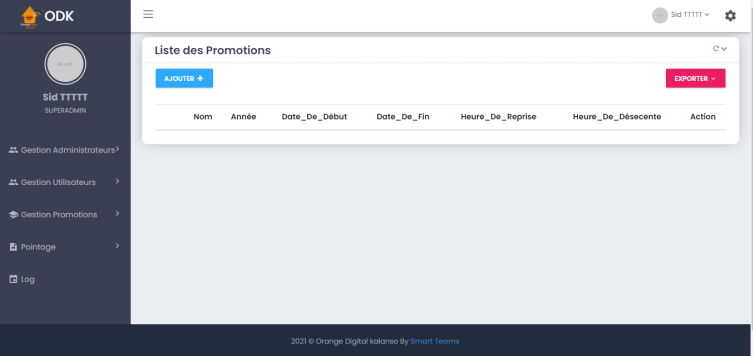 ODK
Sid TTTTT
Liste des Promotions
AJOUTER +
EXPORTER
Sid TTTTT
SUPERADMIN
Nom Année Date_De_Début Date_De_Fin Heure_De_Reprise Heure_De_Désecente Action
Gestion Administrateurs
Gestion Utilisateurs
Gestion Promotions
Pointage
Log
2021 © Orange Digital kalanso By Smart Teams